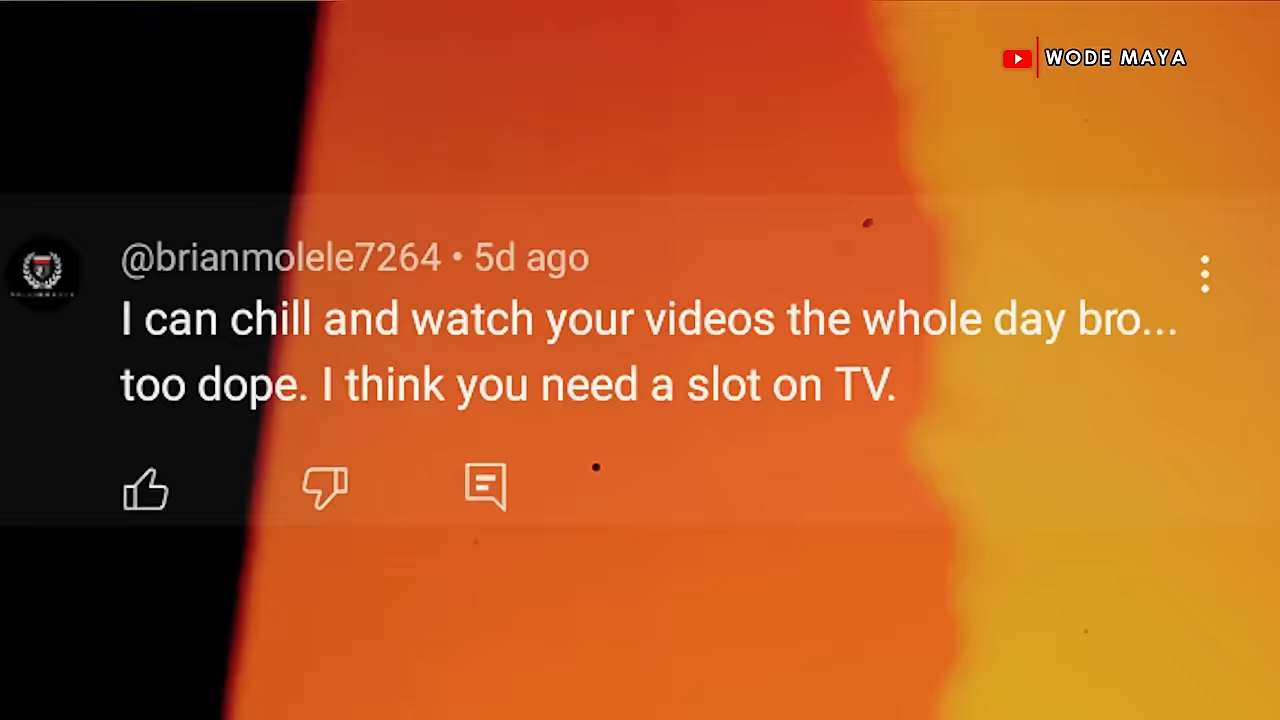 WODE MAYA
@brianmolele7264 • 5d ago
I can chill and watch your videos the whole day bro...
too dope. I think you need a slot on TV.